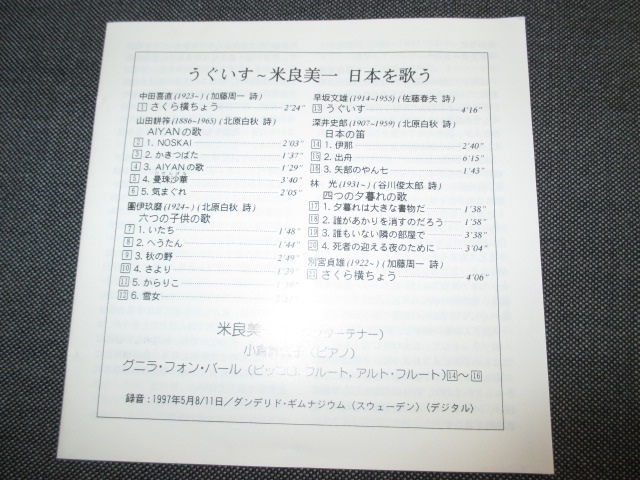 うぐいす～米良美一 日本を歌う
中田喜直(1923~)(加藤周一 詩)
1 さくら横ちょう 2'24"
山田耕筰(1886~1965)(北原白秋 詩)
AIYANの歌
2 1. NOSKAI 2'03"
3 2. かきつばた 1'37"
4 3. AIYANの歌 1'29"
5 4. 曼珠沙華 3'40"
6 5. 気まぐれ 2'05"
團伊玖磨(1924~)(北原白秋 詩)
六つの子供の歌
7 1. いたち 1'48"
8 2. へうたん 1'44"
9 3. 秋の野 2'49"
10 4. さより 1'39"
11 5. からりこ
12 6. 雪女
早坂文雄(1914~1955)(佐藤春夫 詩)
13 うぐいす 4'16"
深井史郎(1907~1959)(北原白秋 詩)
日本の笛
14 1. 伊那 2'40"
15 2. 出舟 6'15"
16 3. 矢部のやん七 1'43"
林 光(1931~)(谷川俊太郎 詩)
四つの夕暮れの歌
17 1. 夕暮れは大きな書物だ 1'38"
18 2. 誰があかりを消すのだろう 1'58"
19 3. 誰もいない隣の部屋で 3'38"
20 4. 死者の迎える夜のために 3'04"
別宮貞雄(1922~)(加藤周一 詩)
21 さくら横ちょう 4'06"
米良美 ーテナー)
小 (ピアノ)
グニラ・フォン・バール(ピッコロ, フルート, アルト・フルート) 14～16
録音:1997年5月8/11日/ダンデリド・ギムナジウム(スウェーデン)〈デジタル〉